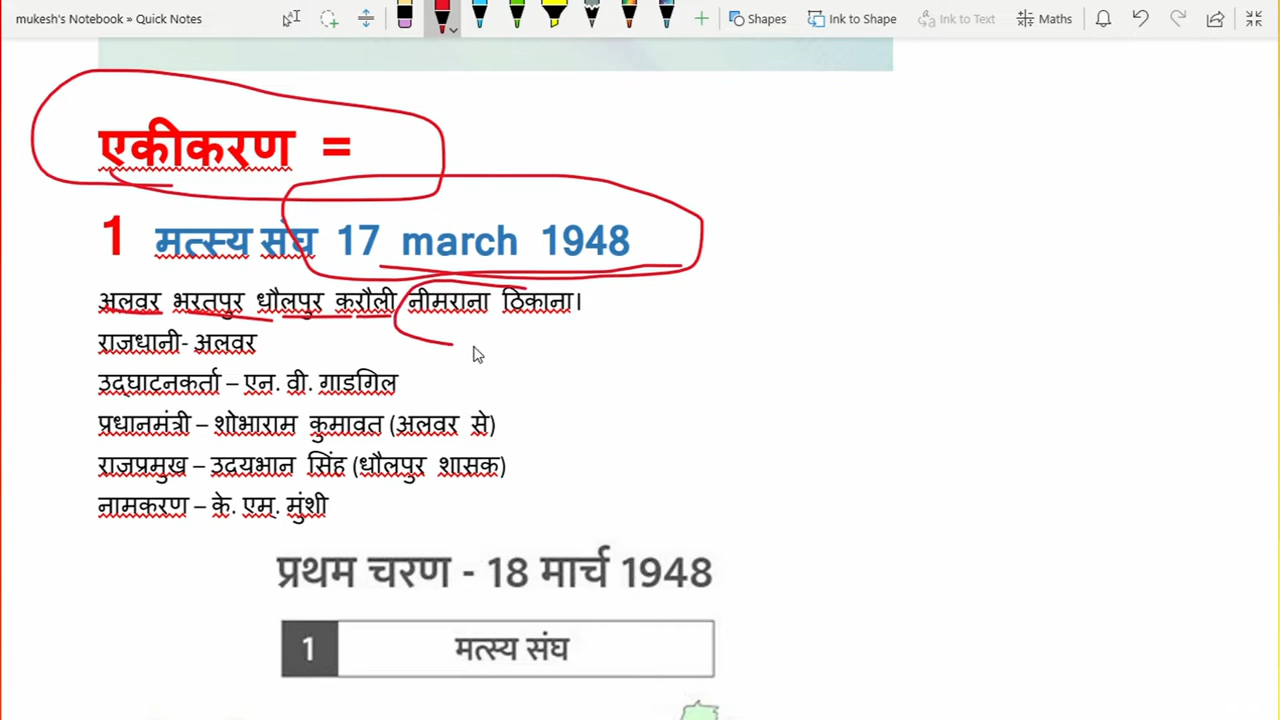 mukesh's Notebook » Quick Notes
Shapes Ink to Shape Ink to Text Maths
एकीकरण =
1 मत्स्य संघ 17 march 1948
अलवर भरतपुर धौलपुर करौली नीमराना ठिकाना।
राजधानी- अलवर
उद्घाटनकर्ता – एन. वी. गाडगिल
प्रधानमंत्री – शोभाराम कुमावत (अलवर से)
राजप्रमुख – उदयभान सिंह (धौलपुर शासक)
नामकरण – के. एम. मुंशी
प्रथम चरण - 18 मार्च 1948
1 मत्स्य संघ